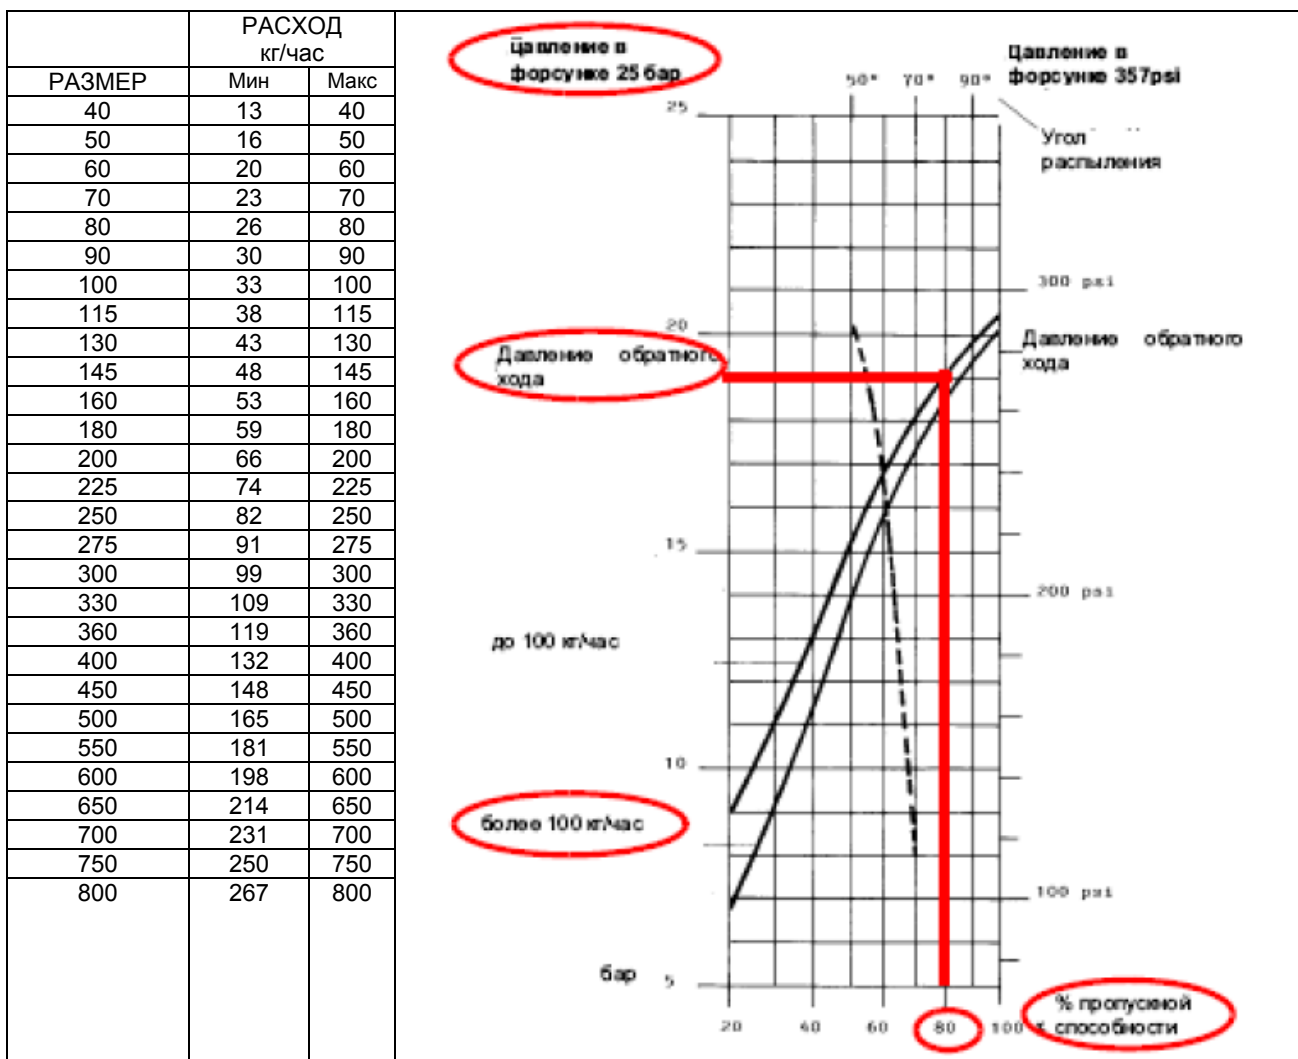 РАСХОД
кг/час
РАЗМЕР Мин Макс
40 13 40
50 16 50
60 20 60
70 23 70
80 26 80
90 30 90
100 33 100
115 38 115
130 43 130
145 48 145
160 53 160
180 59 180
200 66 200
225 74 225
250 82 250
275 91 275
300 99 300
330 109 330
360 119 360
400 132 400
450 148 450
500 165 500
550 181 550
600 198 600
650 214 650
700 231 700
750 250 750
800 267 800
Давление в
форсунке 25 бар
Давление в
форсунке 357psi
50° 70° 90°
Угол
распыления
25
300 psi
20
Давление обратного
хода
Давление обратного
хода
15
200 psi
до 100 кг/час
10
более 100 кг/час
100 psi
бар 5
20 40 60 80 100 %
% пропускной
способности